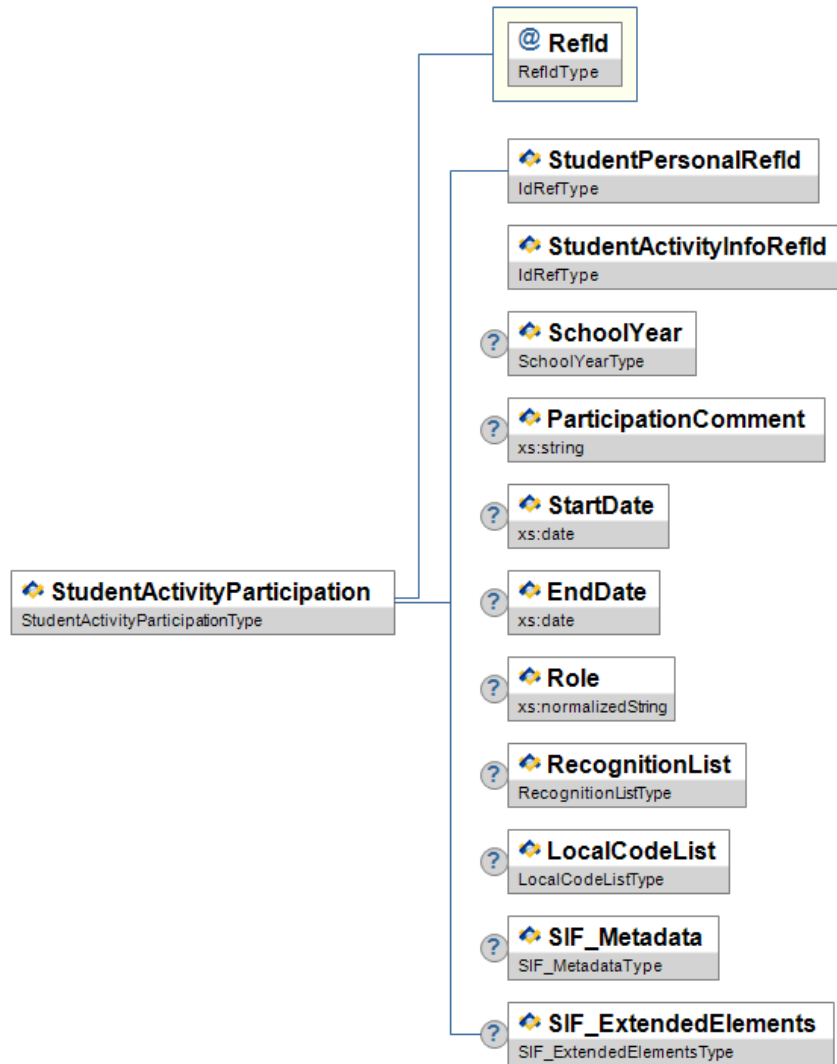 @ RefId
RefIdType
StudentPersonalRefId
IdRefType
StudentActivityInfoRefId
IdRefType
? SchoolYear
SchoolYearType
? ParticipationComment
xs:string
? StartDate
xs:date
StudentActivityParticipation
StudentActivityParticipationType
? EndDate
xs:date
? Role
xs:normalizedString
? RecognitionList
RecognitionListType
? LocalCodeList
LocalCodeListType
? SIF_Metadata
SIF_MetadataType
? SIF_ExtendedElements
SIF_ExtendedElementsType